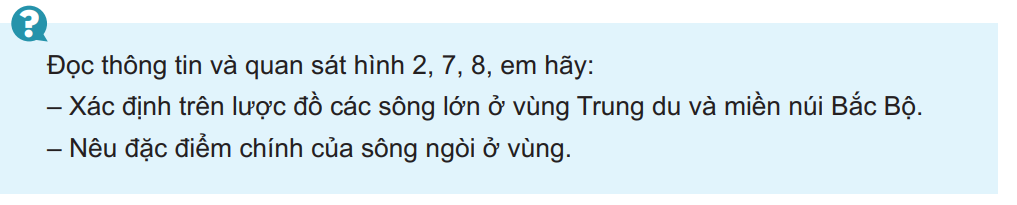 ?
Đọc thông tin và quan sát hình 2, 7, 8, em hãy:
– Xác định trên lược đồ các sông lớn ở vùng Trung du và miền núi Bắc Bộ.
– Nêu đặc điểm chính của sông ngòi ở vùng.